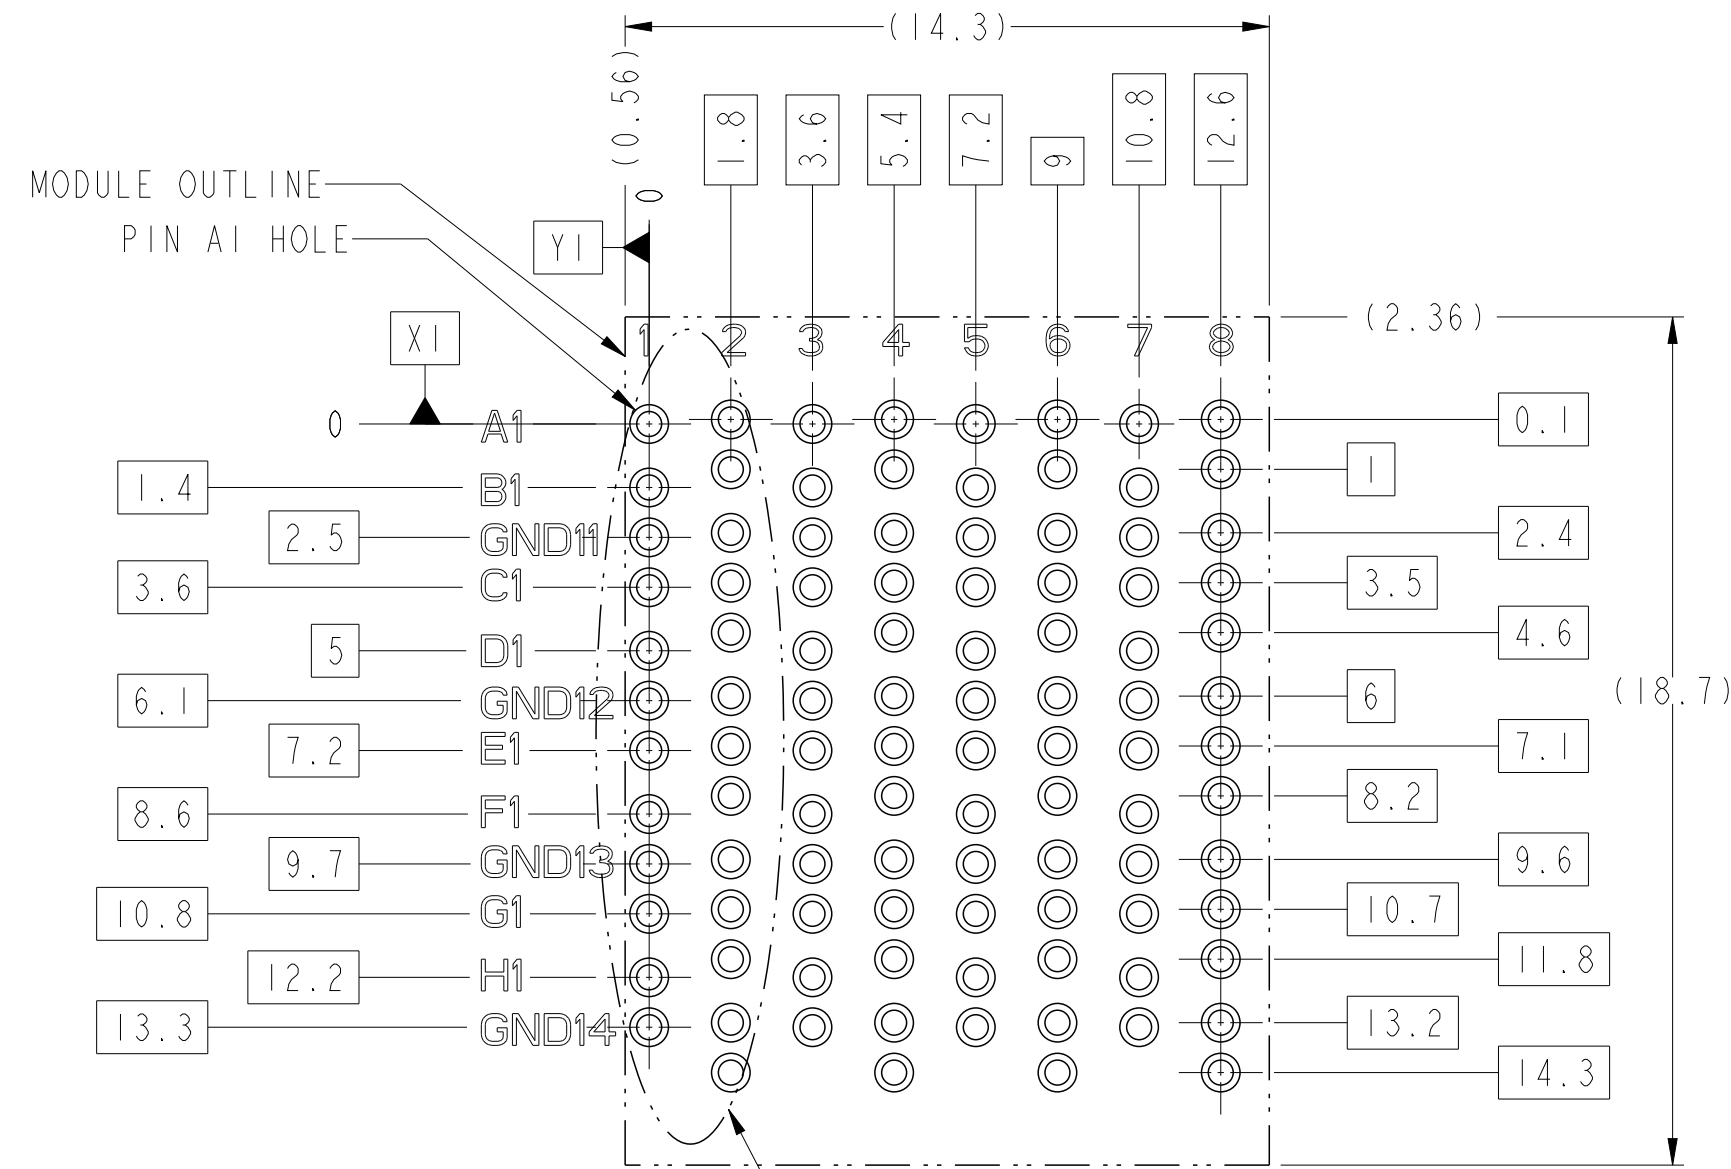 (14.3)
(0.56)
0
1.8
3.6
5.4
7.2
9
10.8
12.6
MODULE OUTLINE
PIN A1 HOLE
Y1
X1
(2.36)
1 2 3 4 5 6 7 8
0 A1 0.1
1
1.4 B1
2.5 GND11 2.4
3.6 C1 3.5
4.6
5 D1
6.1 GND12 6
(18.7)
7.2 E1 7.1
8.2
8.6 F1
9.7 GND13 9.6
10.8 G1 10.7
11.8
12.2 H1
13.3 GND14 13.2
14.3